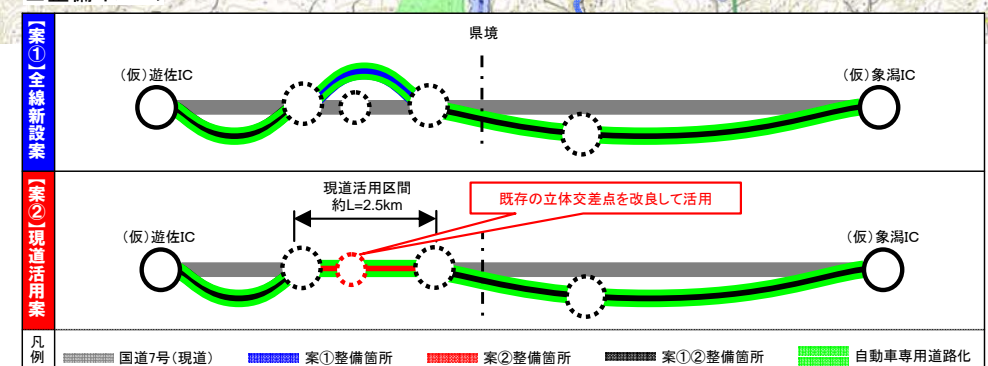 【案①】全線新設案
県境
(仮)遊佐IC
(仮)象潟IC
【案②】現道活用案
現道活用区間
約L=2.5km
既存の立体交差点を改良して活用
(仮)遊佐IC
(仮)象潟IC
凡例
国道7号(現道)
案①整備箇所
案②整備箇所
案①②整備箇所
自動車専用道路化